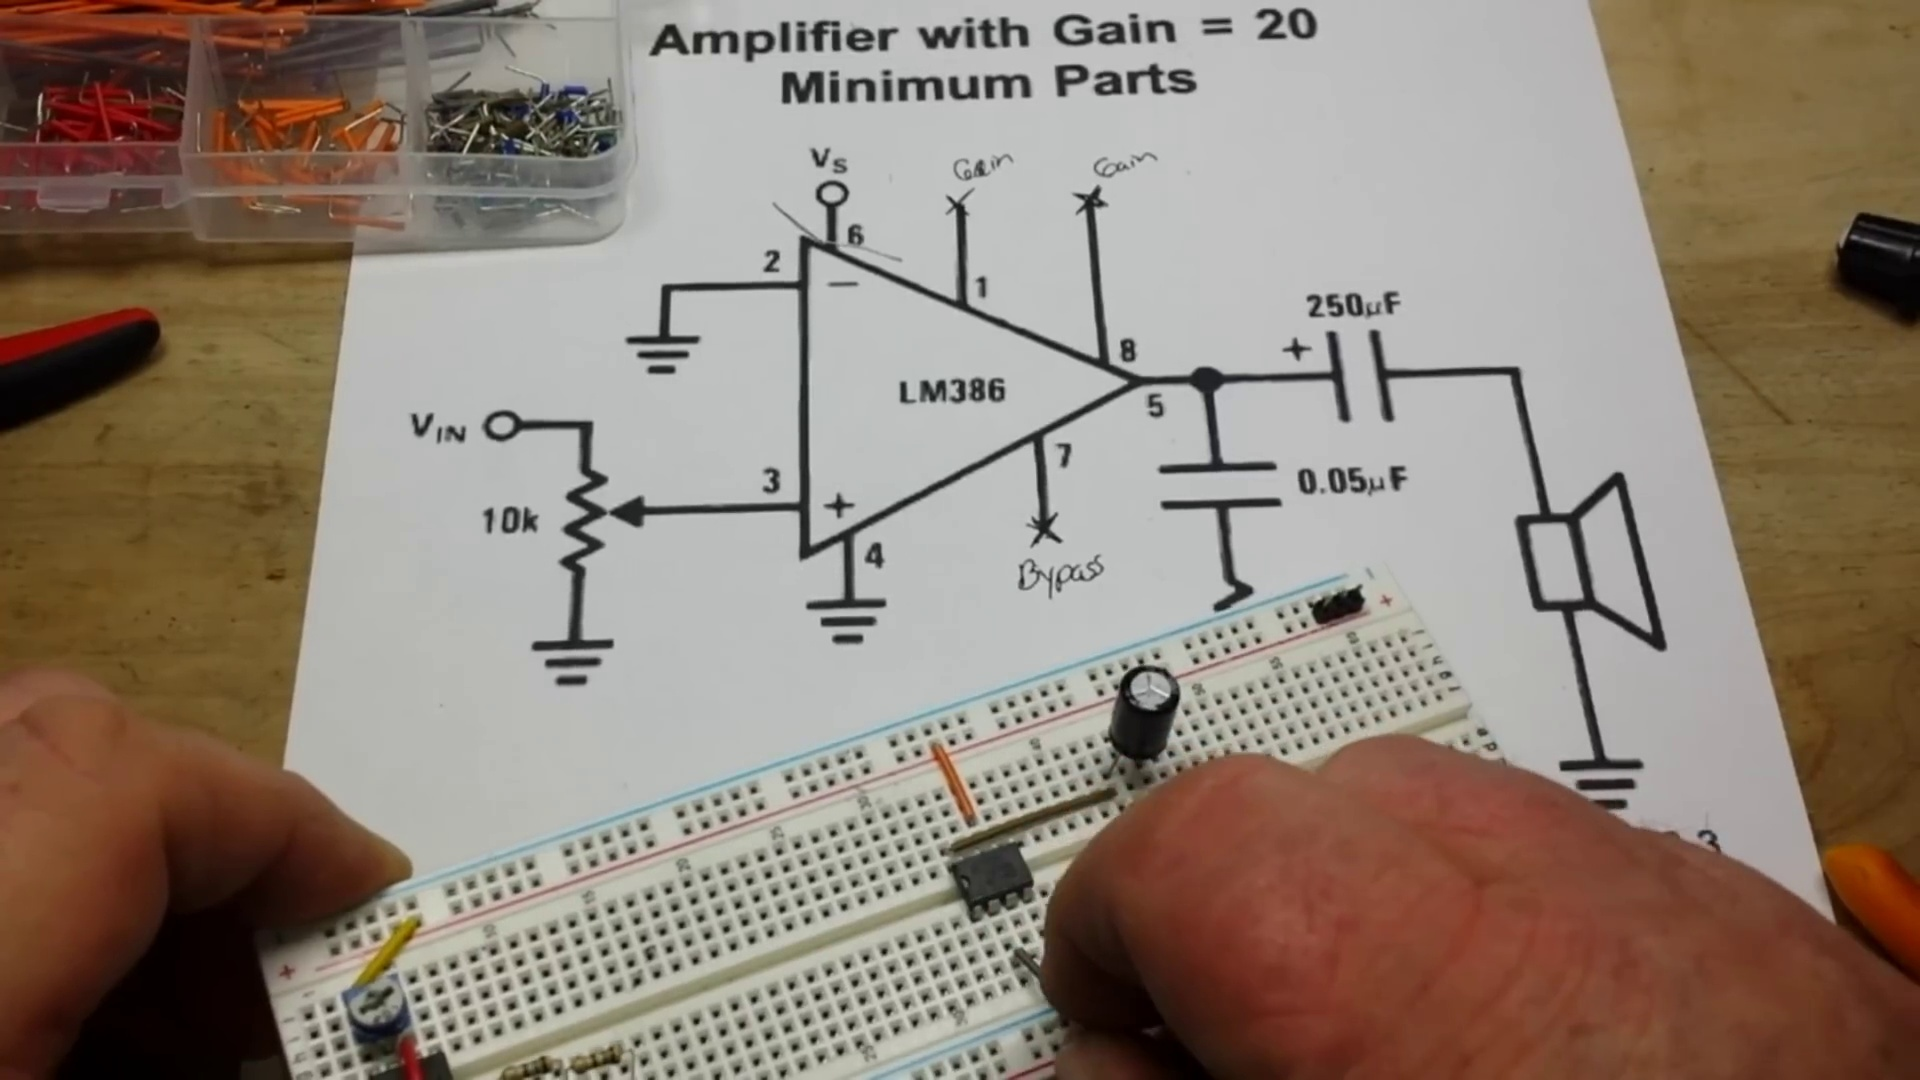 Amplifier with Gain = 20
Minimum Parts
VS
Gain
Gain
6
2
−
1
250μF
+
8
LM386
5
VIN
7
3
+
0.05μF
10k
4
Bypass
+
3
+